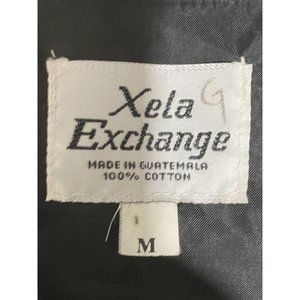 Xela G
Exchange
MADE IN GUATEMALA
100% COTTON
M